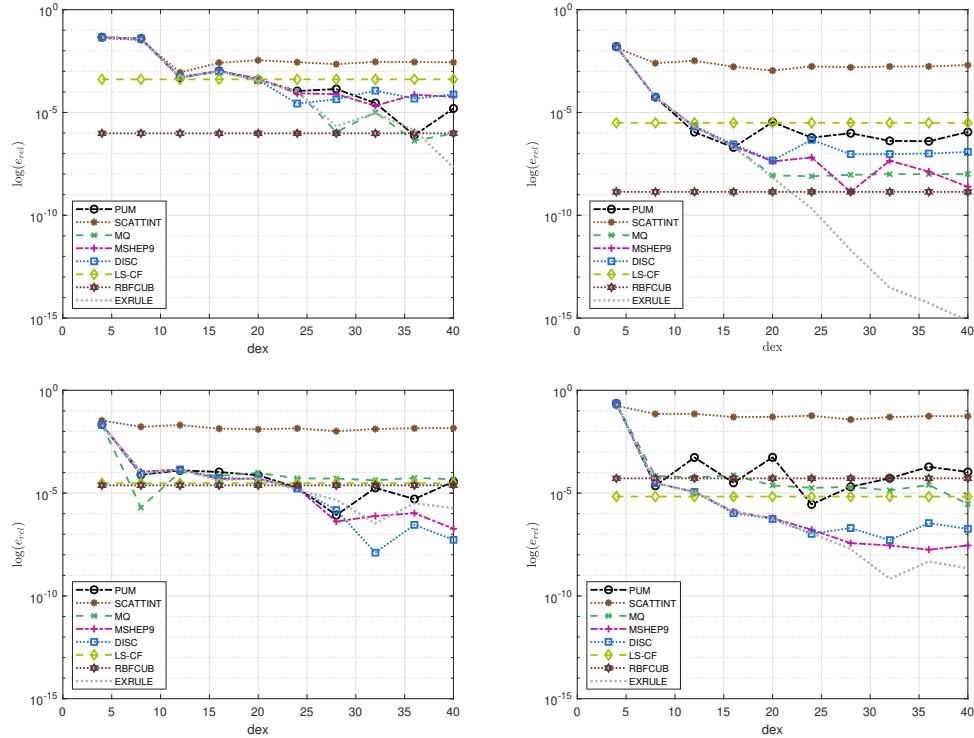 10^0
10^-5
10^-10
10^-15
log(e_rel)
PUM
SCATTINT
MQ
MSHEP9
DISC
LS-CF
RBFCUB
EXRULE
0 5 10 15 20 25 30 35 40
dex
10^0
10^-5
10^-10
10^-15
log(e_rel)
PUM
SCATTINT
MQ
MSHEP9
DISC
LS-CF
RBFCUB
EXRULE
0 5 10 15 20 25 30 35 40
dex
10^0
10^-5
10^-10
10^-15
log(e_rel)
PUM
SCATTINT
MQ
MSHEP9
DISC
LS-CF
RBFCUB
EXRULE
0 5 10 15 20 25 30 35 40
dex
10^0
10^-5
10^-10
10^-15
log(e_rel)
PUM
SCATTINT
MQ
MSHEP9
DISC
LS-CF
RBFCUB
EXRULE
0 5 10 15 20 25 30 35 40
dex